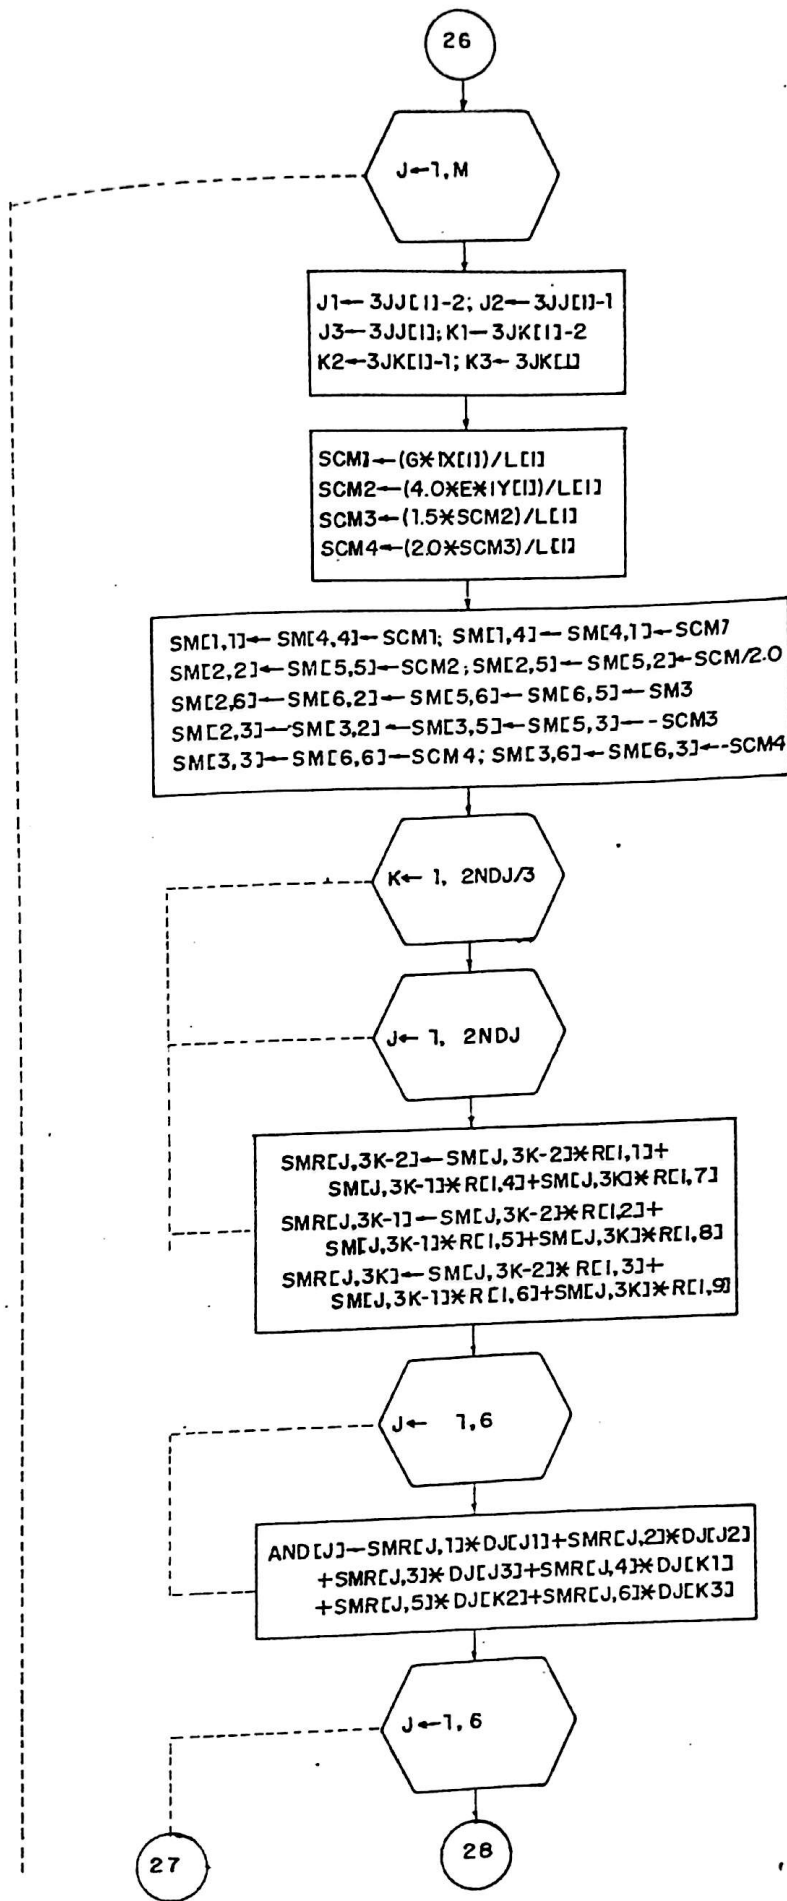 26
J←1,M
J1←3JJ[I]-2; J2←3JJ[I]-1
J3←3JJ[I]; K1←3JK[I]-2
K2←3JK[I]-1; K3←3JK[I]
SCM1←(G*IX[I])/L[I]
SCM2←(4.0*E*IY[I])/L[I]
SCM3←(1.5*SCM2)/L[I]
SCM4←(2.0*SCM3)/L[I]
SM[1,1]←SM[4,4]←SCM1; SM[1,4]←SM[4,1]←SCM1
SM[2,2]←SM[5,5]←SCM2; SM[2,5]←SM[5,2]←SCM/2.0
SM[2,6]←SM[6,2]←SM[5,6]←SM[6,5]←SM3
SM[2,3]←SM[3,2]←SM[3,5]←SM[5,3]←-SCM3
SM[3,3]←SM[6,6]←SCM4; SM[3,6]←SM[6,3]←-SCM4
K←1, 2NDJ/3
J←1, 2NDJ
SMR[J,3K-2]←SM[J,3K-2]*R[I,1]+
SM[J,3K-1]*R[I,4]+SM[J,3K]*R[I,7]
SMR[J,3K-1]←SM[J,3K-2]*R[I,2]+
SM[J,3K-1]*R[I,5]+SM[J,3K]*R[I,8]
SMR[J,3K]←SM[J,3K-2]*R[I,3]+
SM[J,3K-1]*R[I,6]+SM[J,3K]*R[I,9]
J← 1,6
AND[J]←SMR[J,1]*DJ[J1]+SMR[J,2]*DJ[J2]
+SMR[J,3]*DJ[J3]+SMR[J,4]*DJ[K1]
+SMR[J,5]*DJ[K2]+SMR[J,6]*DJ[K3]
J←1,6
27
28